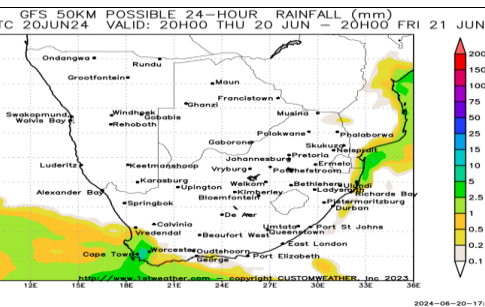 GFS 50KM POSSIBLE 24-HOUR RAINFALL (mm)
TC 20JUN24 VALID: 20H00 THU 20 JUN - 20H00 FRI 21 JUN
Ondangwa
Rundu
Grootfontein
Maun
Francistown
Ghanzi
Swakopmund
Walvis Bay
Windhoek
Gobabis
Rehoboth
Musina
Polokwane
Phalaborwa
Gaborone
Skukuza
Nelspruit
Pretoria
Johannesburg
Ermelo
Luderitz
Keetmanshoop
Vryburg
Potchefstroom
Karasburg
Upington
Welkom
Bethlehem
Ulundi
Alexander Bay
Kimberley
Ladysmith
Richards Bay
Bloemfontein
Pietermaritzburg
Springbok
Durban
De Aar
Calvinia
Umtata
Port St Johns
Vredendal
Beaufort West
Queenstown
East London
Worcester
Oudtshoorn
Cape Town
George
Port Elizabeth
http://www.1stweather.com - copyright CUSTOMWEATHER, Inc 2023
12E 15E 18E 21E 24E 27E 30E 33E 36E
200
150
100
75
50
25
15
10
5
2.5
1
0.5
0.2
0.1
2024-06-20-17: